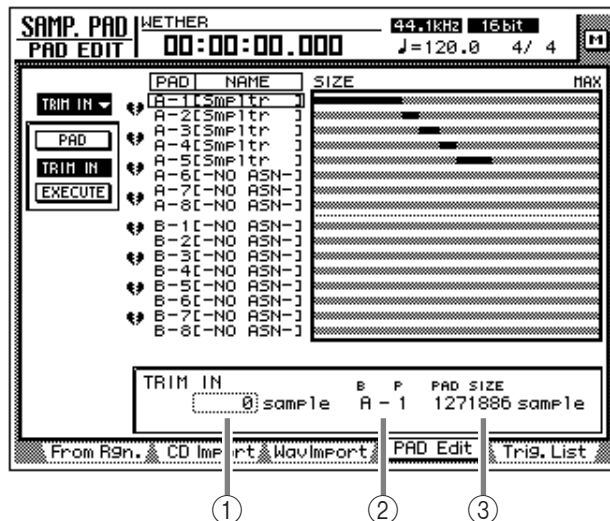 SAMP. PAD
PAD EDIT
WETHER
00:00:00.000
44.1kHz 16bit
♩=120.0 4/ 4
M
TRIM IN
PAD
TRIM IN
EXECUTE
PAD NAME SIZE MAX
A-1[Smpltr ]
A-2[Smpltr ]
A-3[Smpltr ]
A-4[Smpltr ]
A-5[Smpltr ]
A-6[-NO ASN-]
A-7[-NO ASN-]
A-8[-NO ASN-]
B-1[-NO ASN-]
B-2[-NO ASN-]
B-3[-NO ASN-]
B-4[-NO ASN-]
B-5[-NO ASN-]
B-6[-NO ASN-]
B-7[-NO ASN-]
B-8[-NO ASN-]
TRIM IN B P PAD SIZE
0 sample A - 1 1271886 sample
From Rgn. CD Import WavImport PAD Edit Trig. List
① ② ③